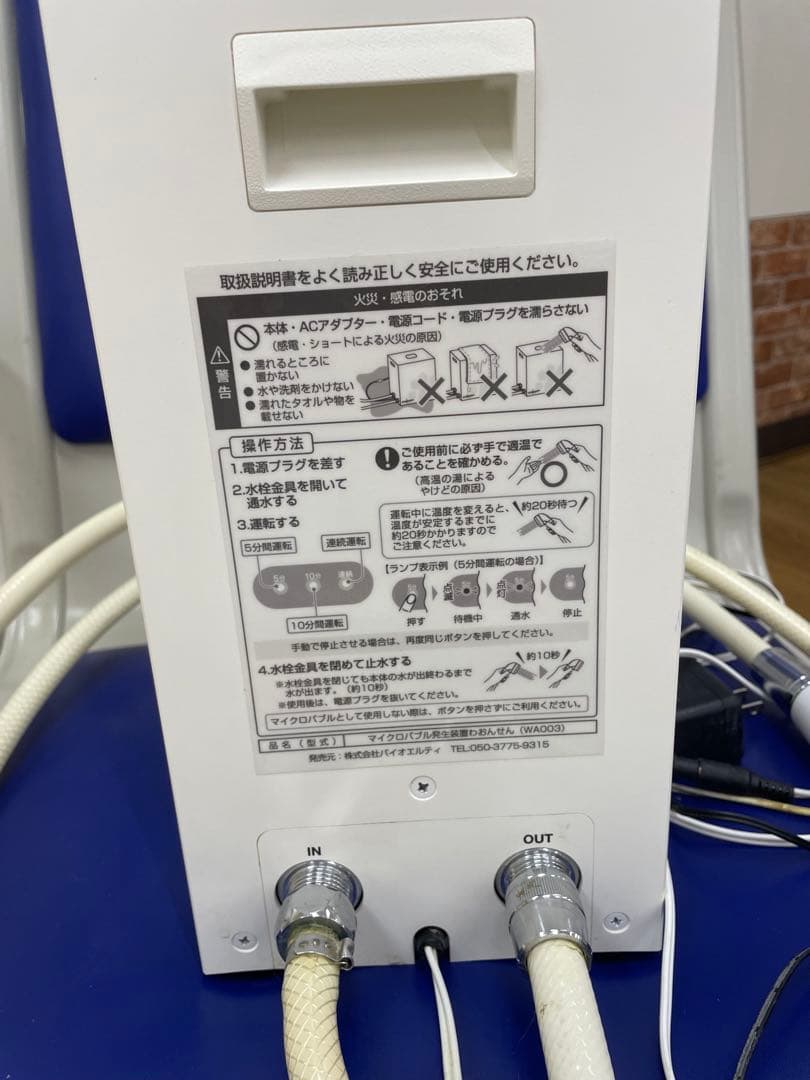 取扱説明書をよく読み正しく安全にご使用ください。
火災・感電のおそれ
警告
本体・ACアダプター・電源コード・電源プラグを濡らさない
(感電・ショートによる火災の原因)
●濡れるところに
置かない
●水や洗剤をかけない
●濡れたタオルや物を
載せない
操作方法
1.電源プラグを差す
2.水栓金具を開いて
通水する
3.運転する
5分間運転
連続運転
5分
10分
連続
10分間運転
ご使用前に必ず手で適温で
あることを確かめる。
(高温の湯による
やけどの原因)
運転中に温度を変えると、
温度が安定するまでに
約20秒かかりますので
ご注意ください。
約20秒待つ
【ランプ表示例(5分間運転の場合)】
点滅
点灯
押す
待機中
通水
停止
手動で停止させる場合は、再度同じボタンを押してください。
4.水栓金具を閉めて止水する
※水栓金具を閉じても本体の水が出終わるまで
水が出ます。(約10秒)
※使用後は、電源プラグを抜いてください。
約10秒
マイクロバブルとして使用しない際は、ボタンを押さずにご利用ください。
品名(型式)
マイクロバブル発生装置わおんせん(WA003)
発売元:株式会社バイオエルティ TEL:050-3775-9315
IN
OUT